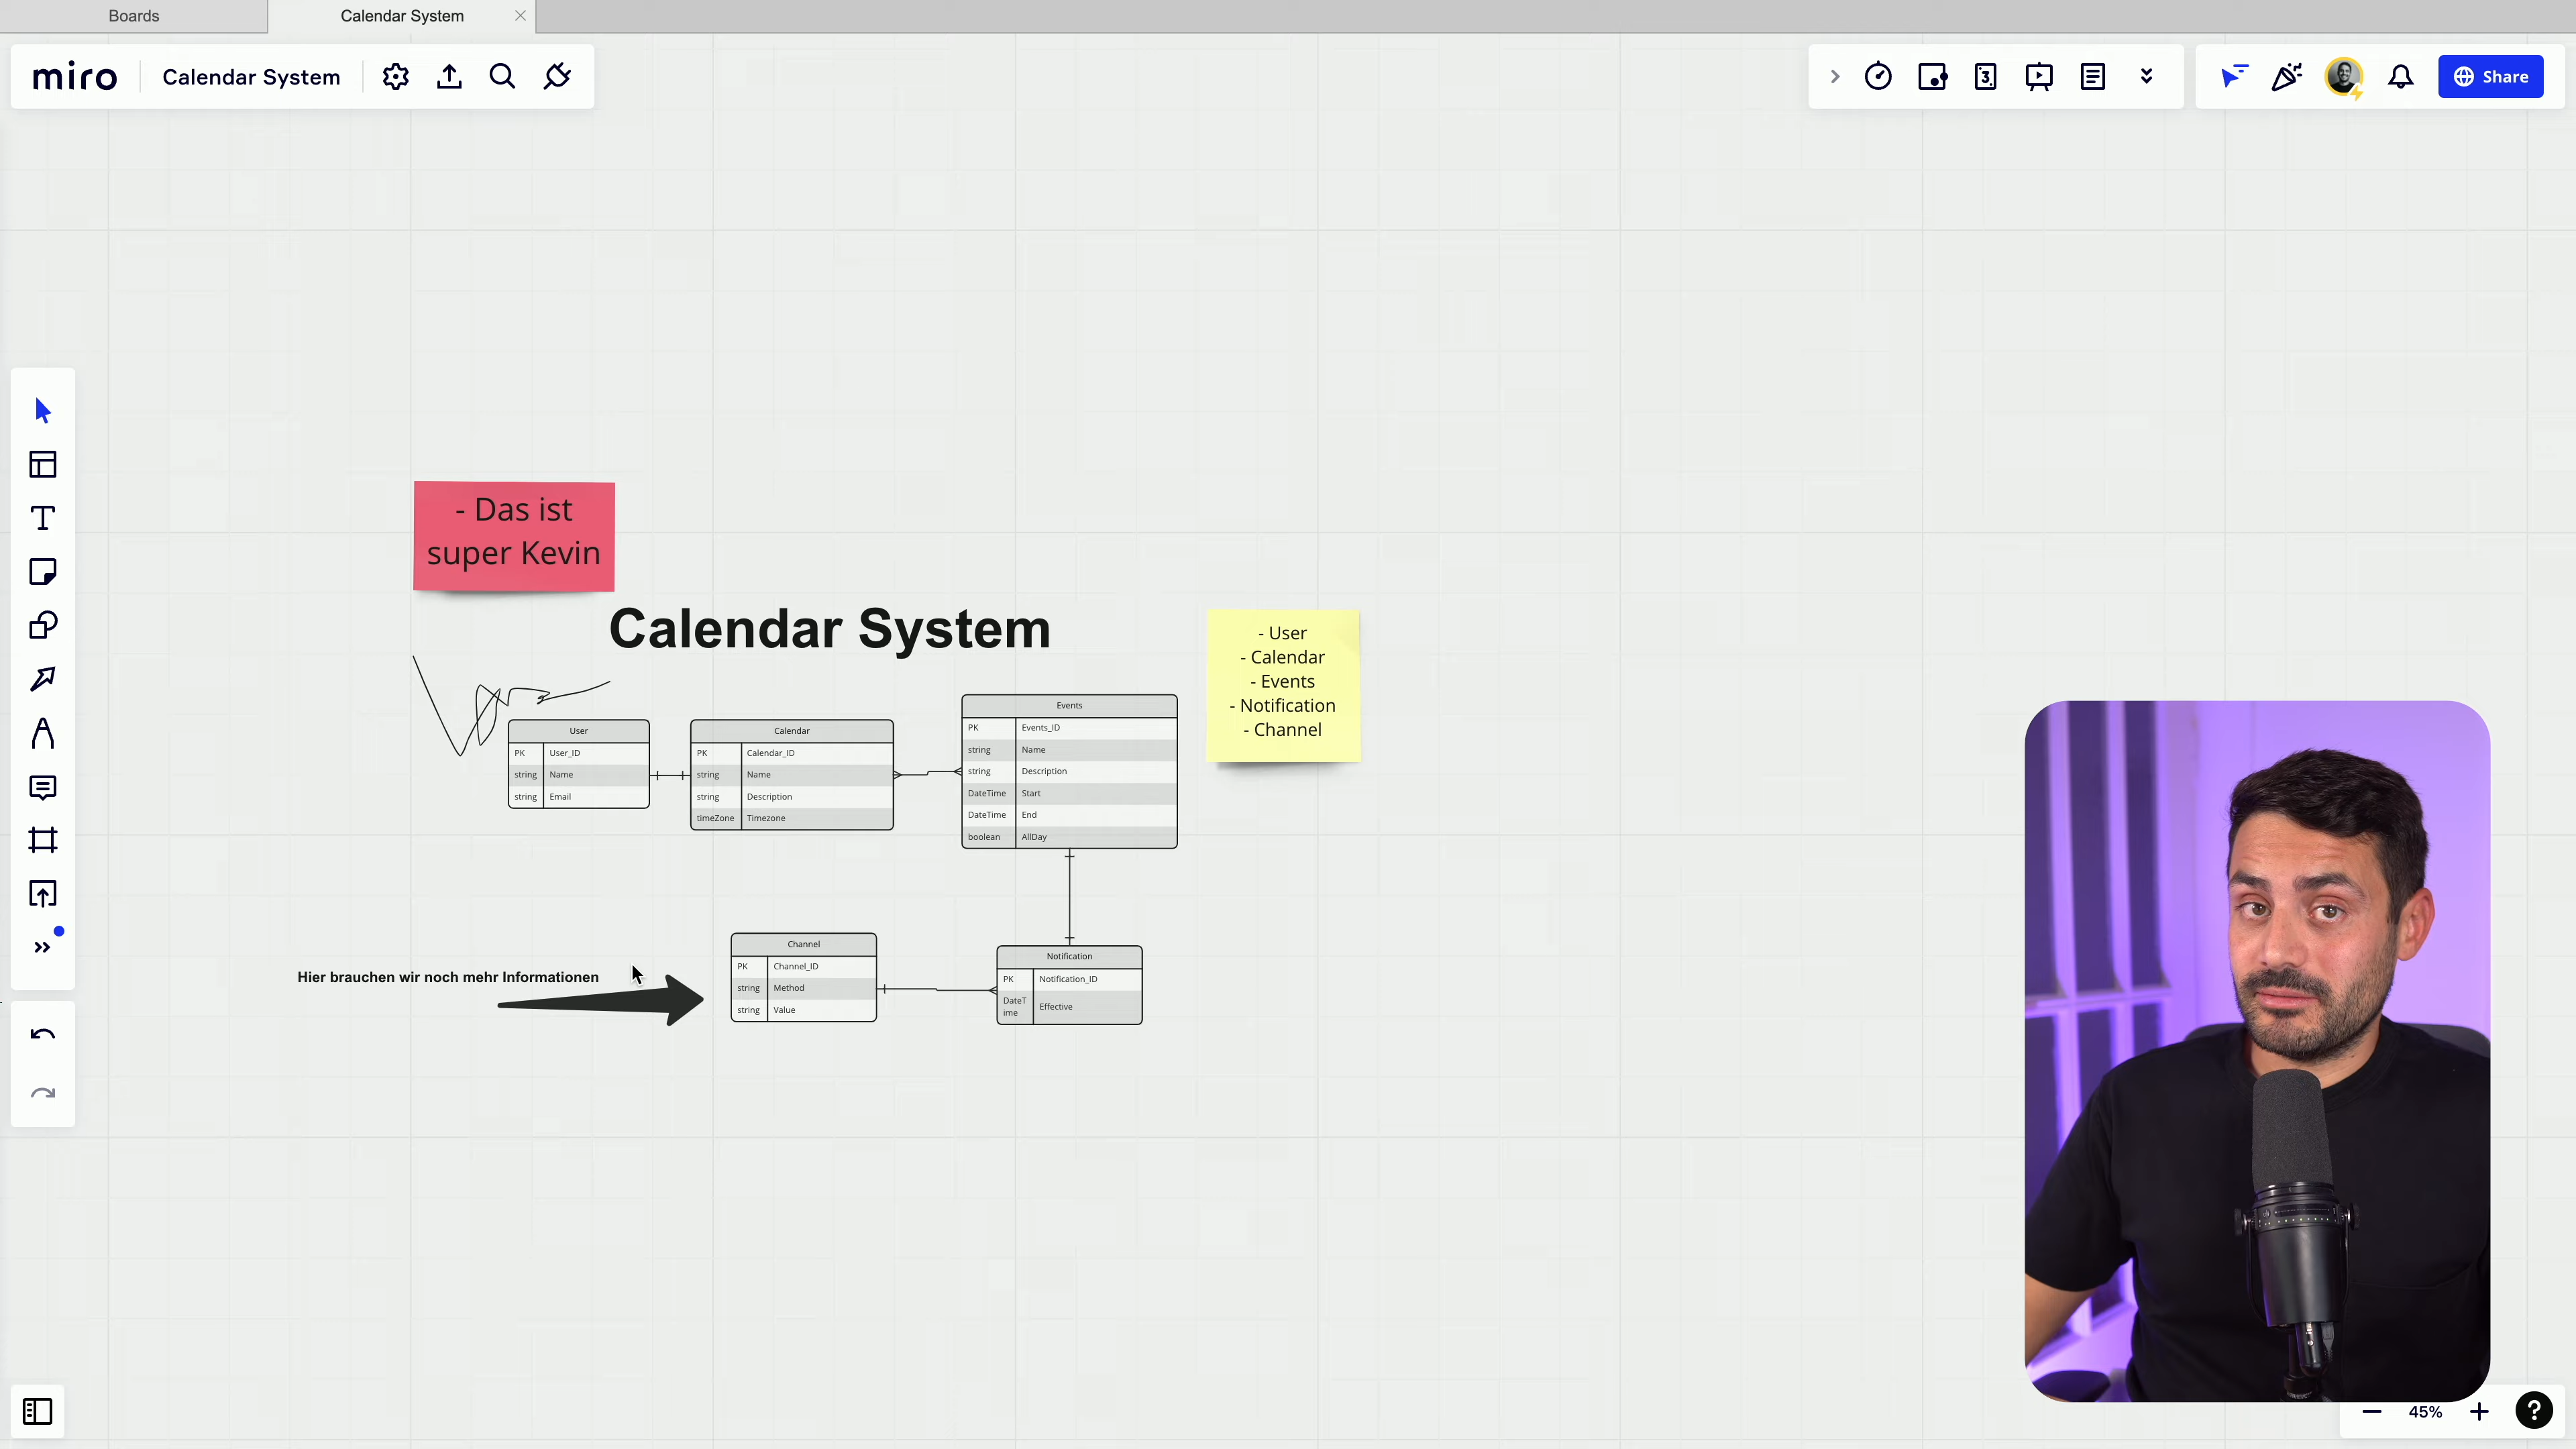 Boards
Calendar System
miro
Calendar System
3
Share
- Das ist
super Kevin
Calendar System
- User
- Calendar
- Events
- Notification
- Channel
User
PK User_ID
string Name
string Email
Calendar
PK Calendar_ID
string Name
string Description
timeZone Timezone
Events
PK Events_ID
string Name
string Description
DateTime Start
DateTime End
boolean AllDay
Hier brauchen wir noch mehr Informationen
Channel
PK Channel_ID
string Method
string Value
Notification
PK Notification_ID
DateT
ime Effective
45%
?